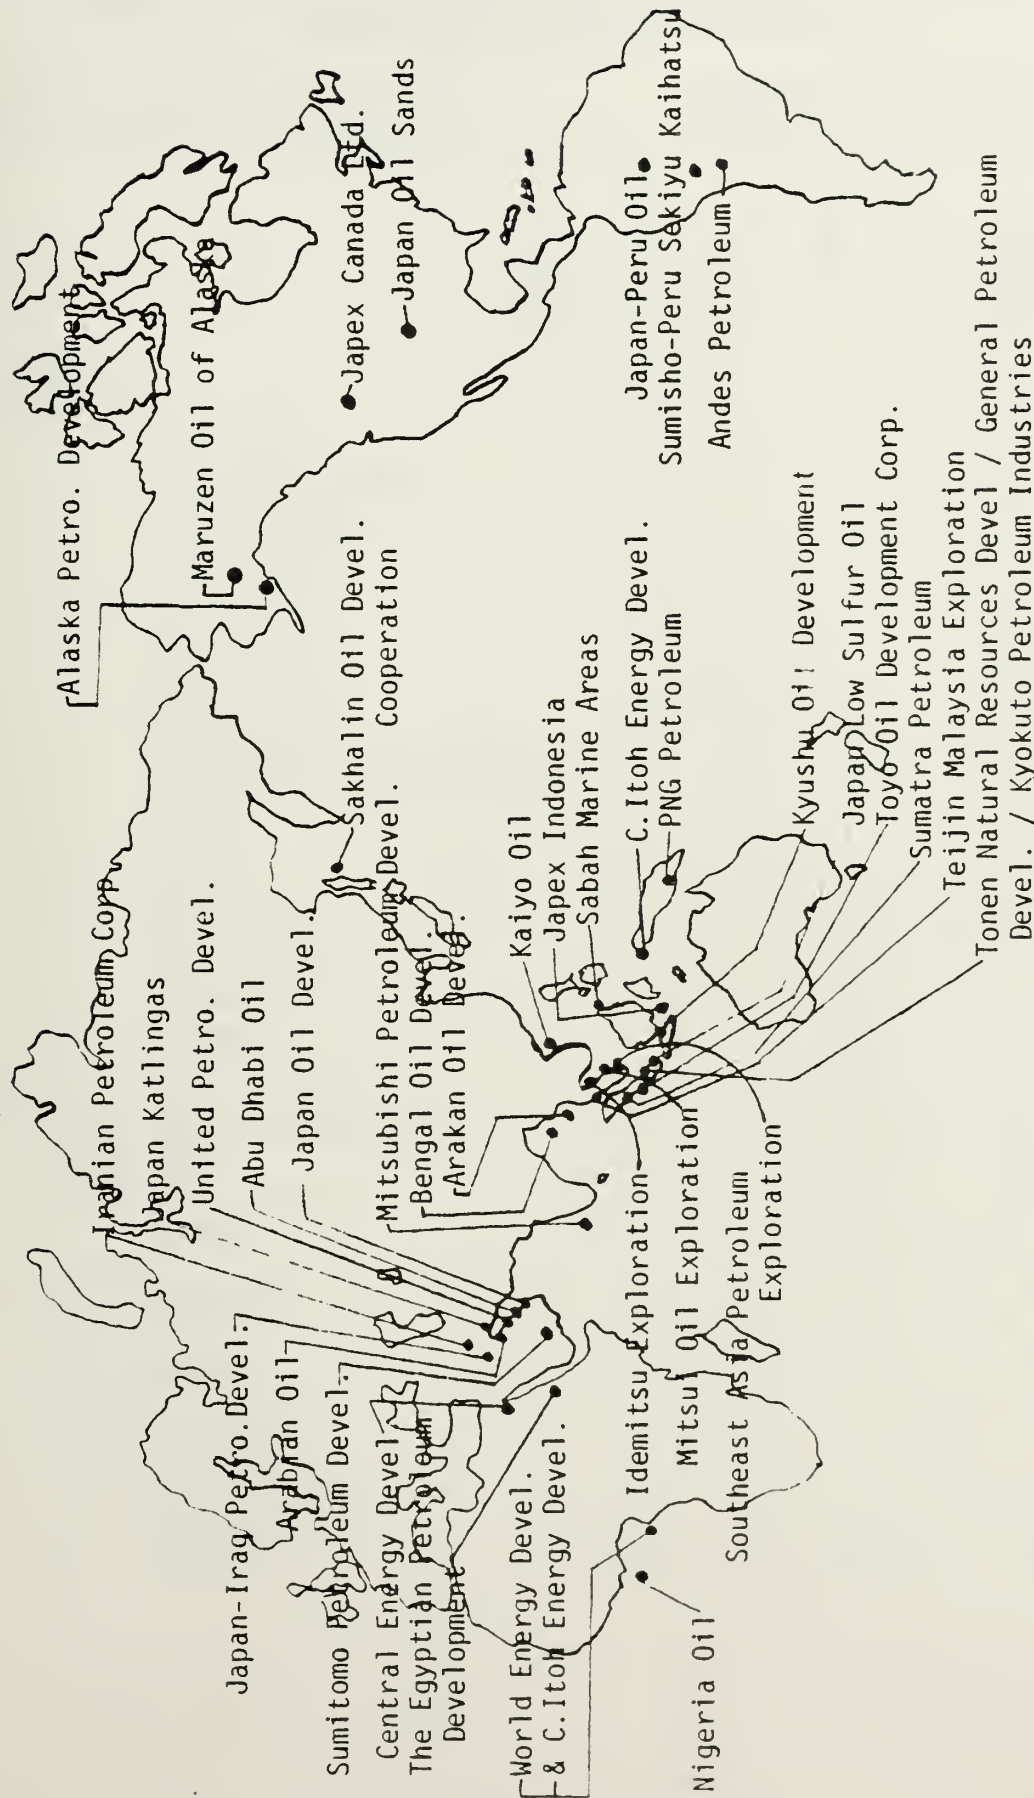 Alaska Petro. Development
Maruzen Oil of Alaska
Japex Canada Ltd.
Japan Oil Sands
Sakhalin Oil Devel.
Cooperation
Iranian Petroleum Corp.
Japan Katlingas
United Petro. Devel.
Abu Dhabi Oil
Japan Oil Devel.
Mitsubishi Petroleum Devel.
Bengal Oil Devel.
Arakan Oil Devel.
Japan-Iraq Petro.Devel.
Arabian Oil
Sumitomo Petroleum Devel.
Central Energy Devel.
The Egyptian Petroleum
Development
World Energy Devel.
& C.Itoh Energy Devel.
Nigeria Oil
Idemitsu Exploration
Mitsui Oil Exploration
Southeast Asia Petroleum
Exploration
Kaiyo Oil
Japex Indonesia
Sabah Marine Areas
C.Itoh Energy Devel.
PNG Petroleum
Japan-Peru Oil
Sumisho-Peru Sekiyu Kaihatsu
Andes Petroleum
Kyushu Oil Development
Japan Low Sulfur Oil
Toyo Oil Development Corp.
Sumatra Petroleum
Teijin Malaysia Exploration
Tonen Natural Resources Devel / General Petroleum
Devel. / Kyokuto Petroleum Industries